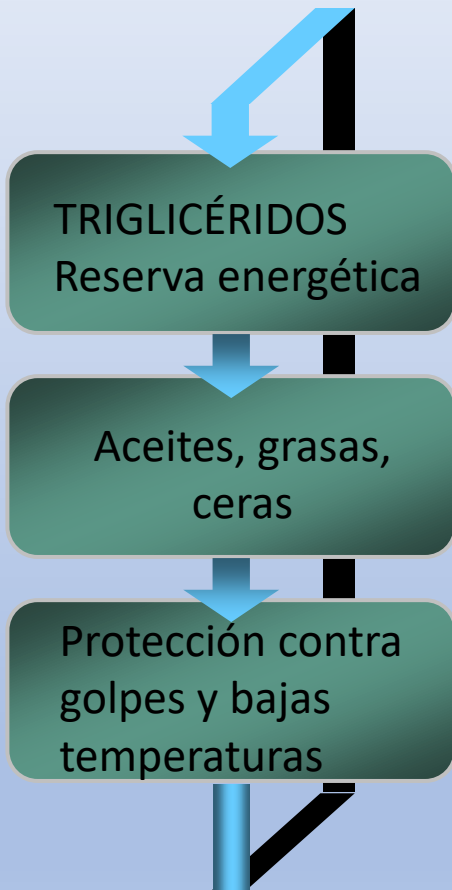 TRIGLICÉRIDOS
Reserva energética
Aceites, grasas,
ceras
Protección contra
golpes y bajas
temperaturas